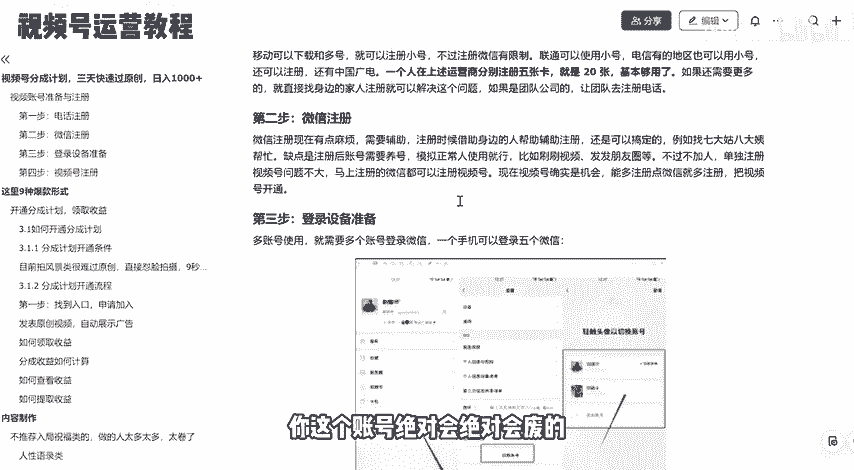 视频号运营教程
分享
编辑
视频号分成计划，三天快速过原创，日入1000+
视频账号准备与注册
第一步：电话注册
第二步：微信注册
第三步：登录设备准备
第四步：视频号注册
这里9种爆款形式
开通分成计划，领取收益
3.1如何开通分成计划
3.1.1 分成计划开通条件
目前拍风景类很难过原创，直接怼脸拍摄，9秒...
3.1.2 分成计划开通流程
第一步：找到入口，申请加入
发表原创视频，自动展示广告
如何领取收益
分成收益如何计算
如何查看收益
如何提取收益
内容制作
不推荐入局祝福类的，做的人太多太多，太卷了
人性语录类
移动可以下载和多号，就可以注册小号，不过注册微信有限制。联通可以使用小号，电信有的地区也可以用小号，
还可以注册，还有中国广电。一个人在上述运营商分别注册五张卡，就是 20 张，基本够用了。如果还需要更多
的，就直接找身边的家人注册就可以解决这个问题，如果是团队公司的，让团队去注册电话。
第二步：微信注册
微信注册现在有点麻烦，需要辅助，注册时候借助身边的人帮助辅助注册，还是可以搞定的，例如找七大姑八大姨
帮忙。缺点是注册后账号需要养号，模拟正常人使用就行，比如刷刷视频、发发朋友圈等。不过不加人，单独注册
视频号问题不大，马上注册的微信都可以注册视频号。现在视频号确实是机会，能多注册点微信就多注册，把视频
号开通。
第三步：登录设备准备
多账号使用，就需要多个账号登录微信，一个手机可以登录五个微信：
轻触头像以切换账号
你这个账号绝对会绝对会废的